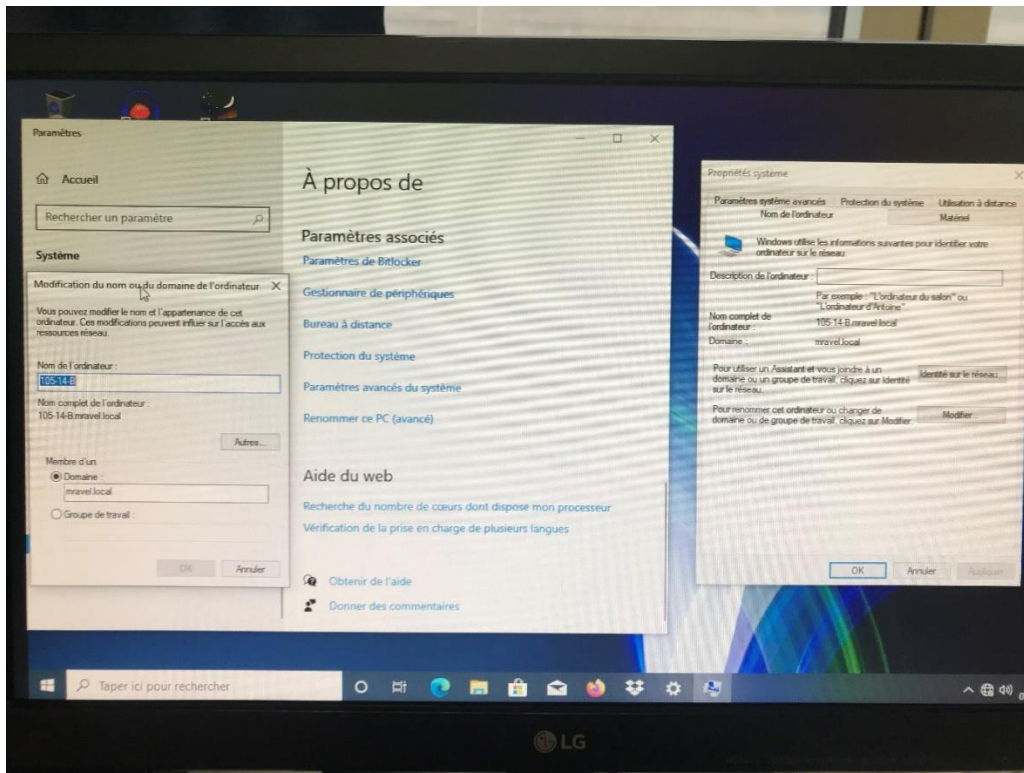 Paramètres
Accueil
Rechercher un paramètre
Système
À propos de
Paramètres associés
Paramètres de Bitlocker
Gestionnaire de périphériques
Bureau à distance
Protection du système
Paramètres avancés du système
Renommer ce PC (avancé)
Aide du web
Recherche du nombre de cœurs dont dispose mon processeur
Vérification de la prise en charge de plusieurs langues
Obtenir de l'aide
Donner des commentaires
Modification du nom ou du domaine de l'ordinateur
Vous pouvez modifier le nom et l'appartenance de cet
ordinateur. Ces modifications peuvent influer sur l'accès aux
ressources réseau.
Nom de l'ordinateur :
105-14-B
Nom complet de l'ordinateur :
105-14-B.mravel.local
Autres...
Membre d'un
Domaine :
mravel.local
Groupe de travail :
OK
Annuler
Propriétés système
Paramètres système avancés Protection du système Utilisation à distance
Nom de l'ordinateur Matériel
Windows utilise les informations suivantes pour identifier votre
ordinateur sur le réseau.
Description de l'ordinateur :
Par exemple : "L'ordinateur du salon" ou
"L'ordinateur d'Antoine"
Nom complet de
l'ordinateur :
105-14-B.mravel.local
Domaine :
mravel.local
Pour utiliser un Assistant et vous joindre à un
domaine ou un groupe de travail, cliquez sur Identité
sur le réseau.
Identité sur le réseau...
Pour renommer cet ordinateur ou changer de
domaine ou de groupe de travail, cliquez sur Modifier.
Modifier...
OK
Annuler
Appliquer
Taper ici pour rechercher
LG